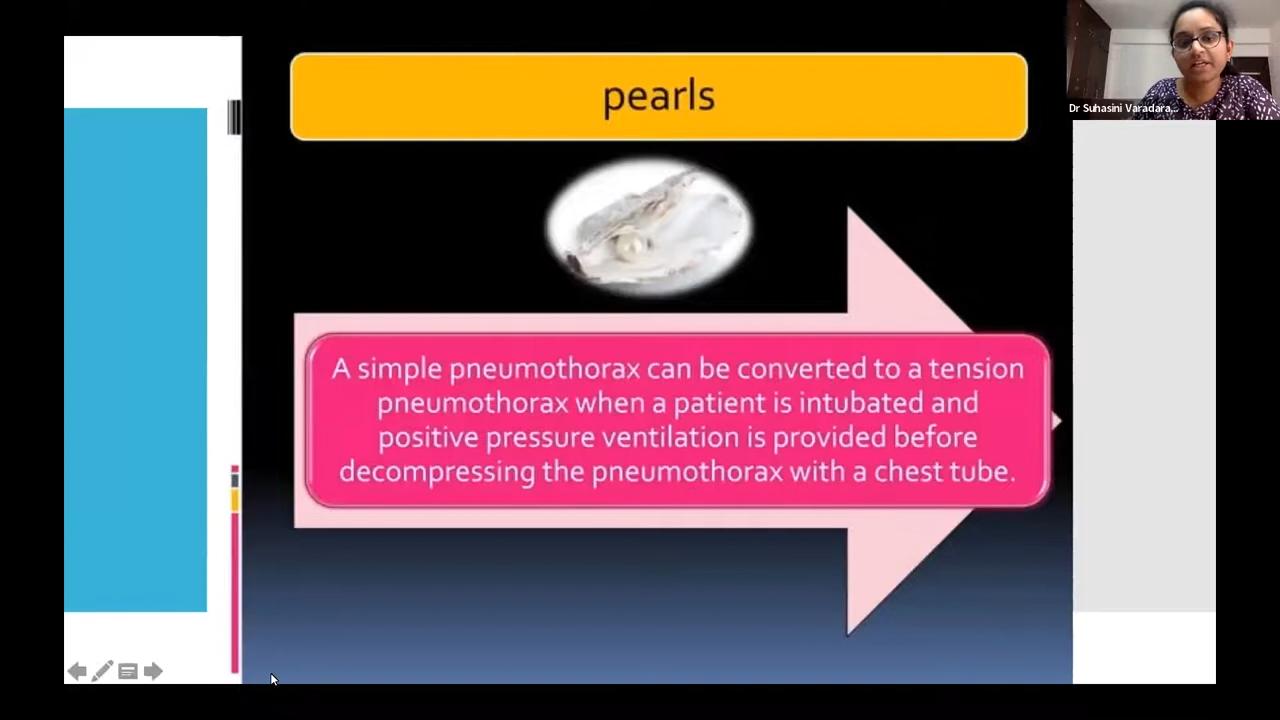 pearls
Dr Suhasini Varadara...
A simple pneumothorax can be converted to a tension
pneumothorax when a patient is intubated and
positive pressure ventilation is provided before
decompressing the pneumothorax with a chest tube.